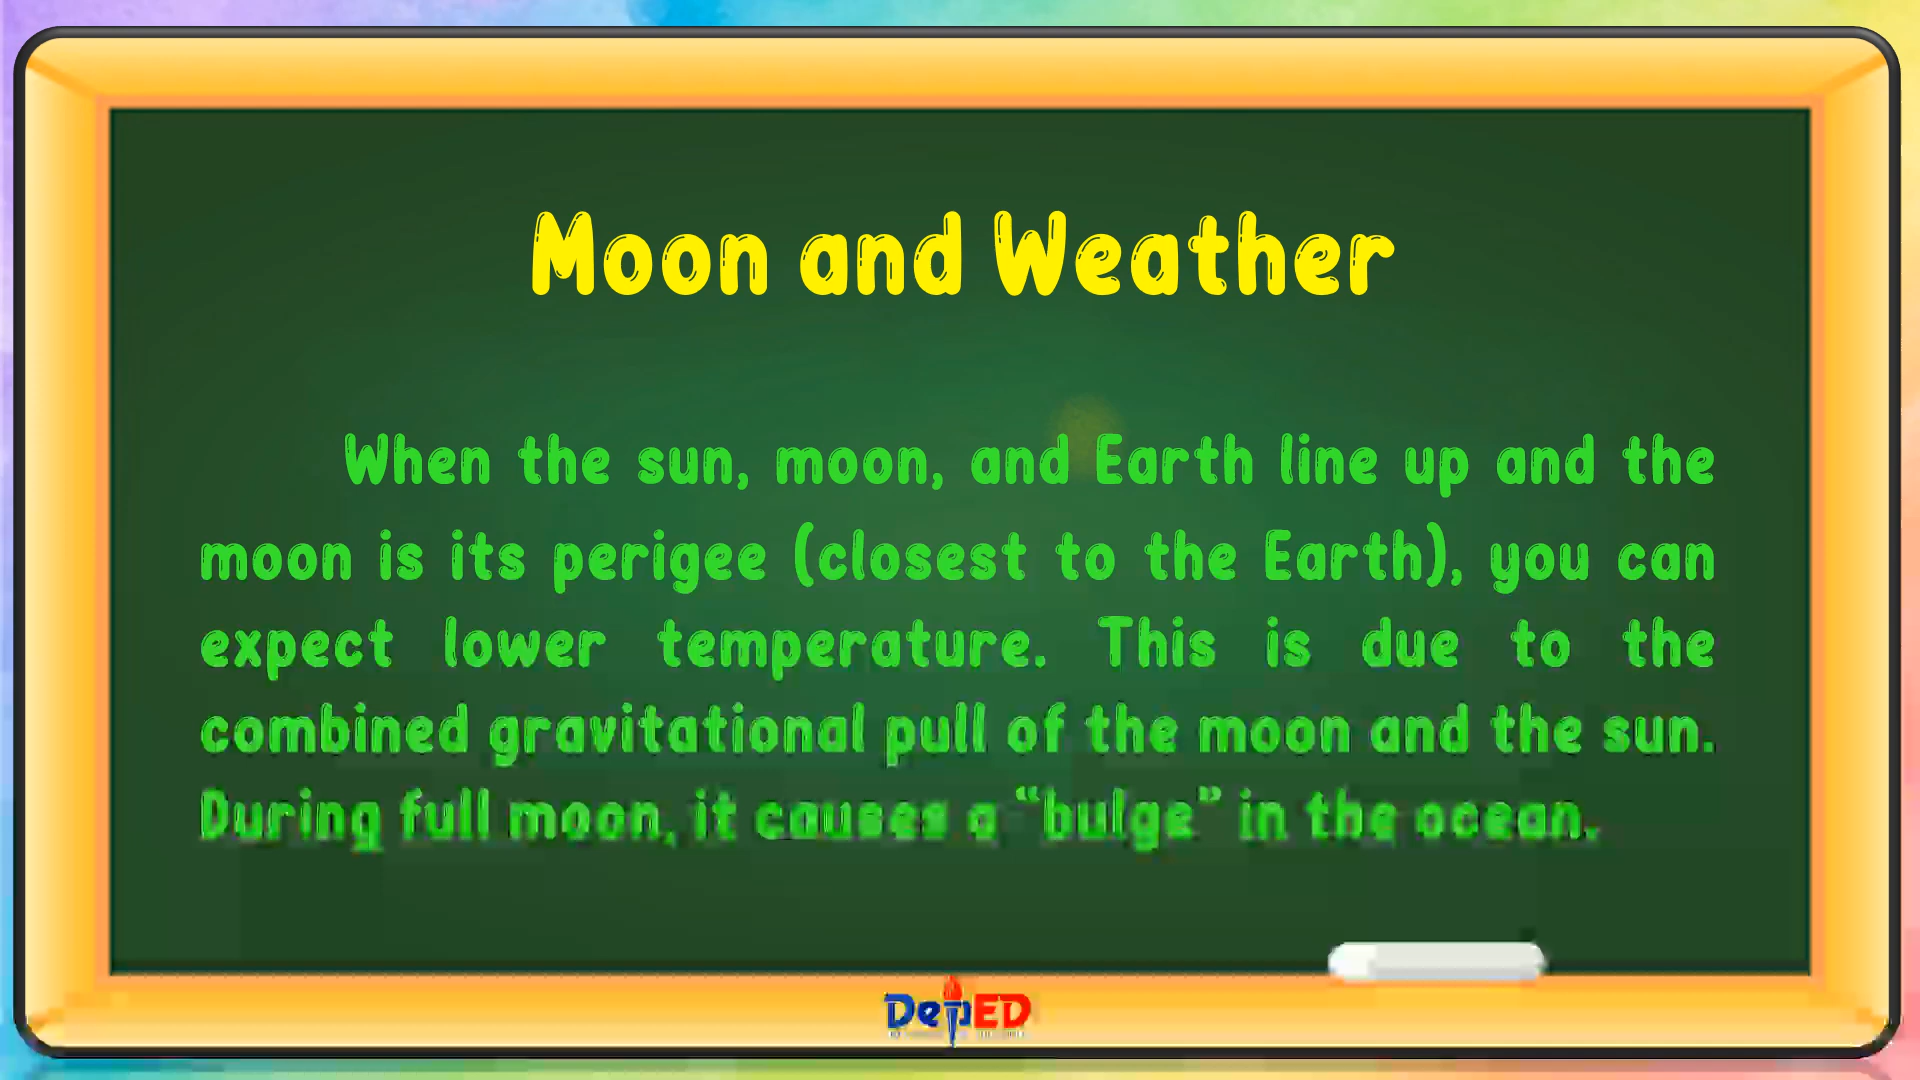 Moon and Weather
When the sun, moon, and Earth line up and the
moon is its perigee (closest to the Earth), you can
expect lower temperature. This is due to the
combined gravitational pull of the moon and the sun.
During full moon, it causes a “bulge” in the ocean.
DepED